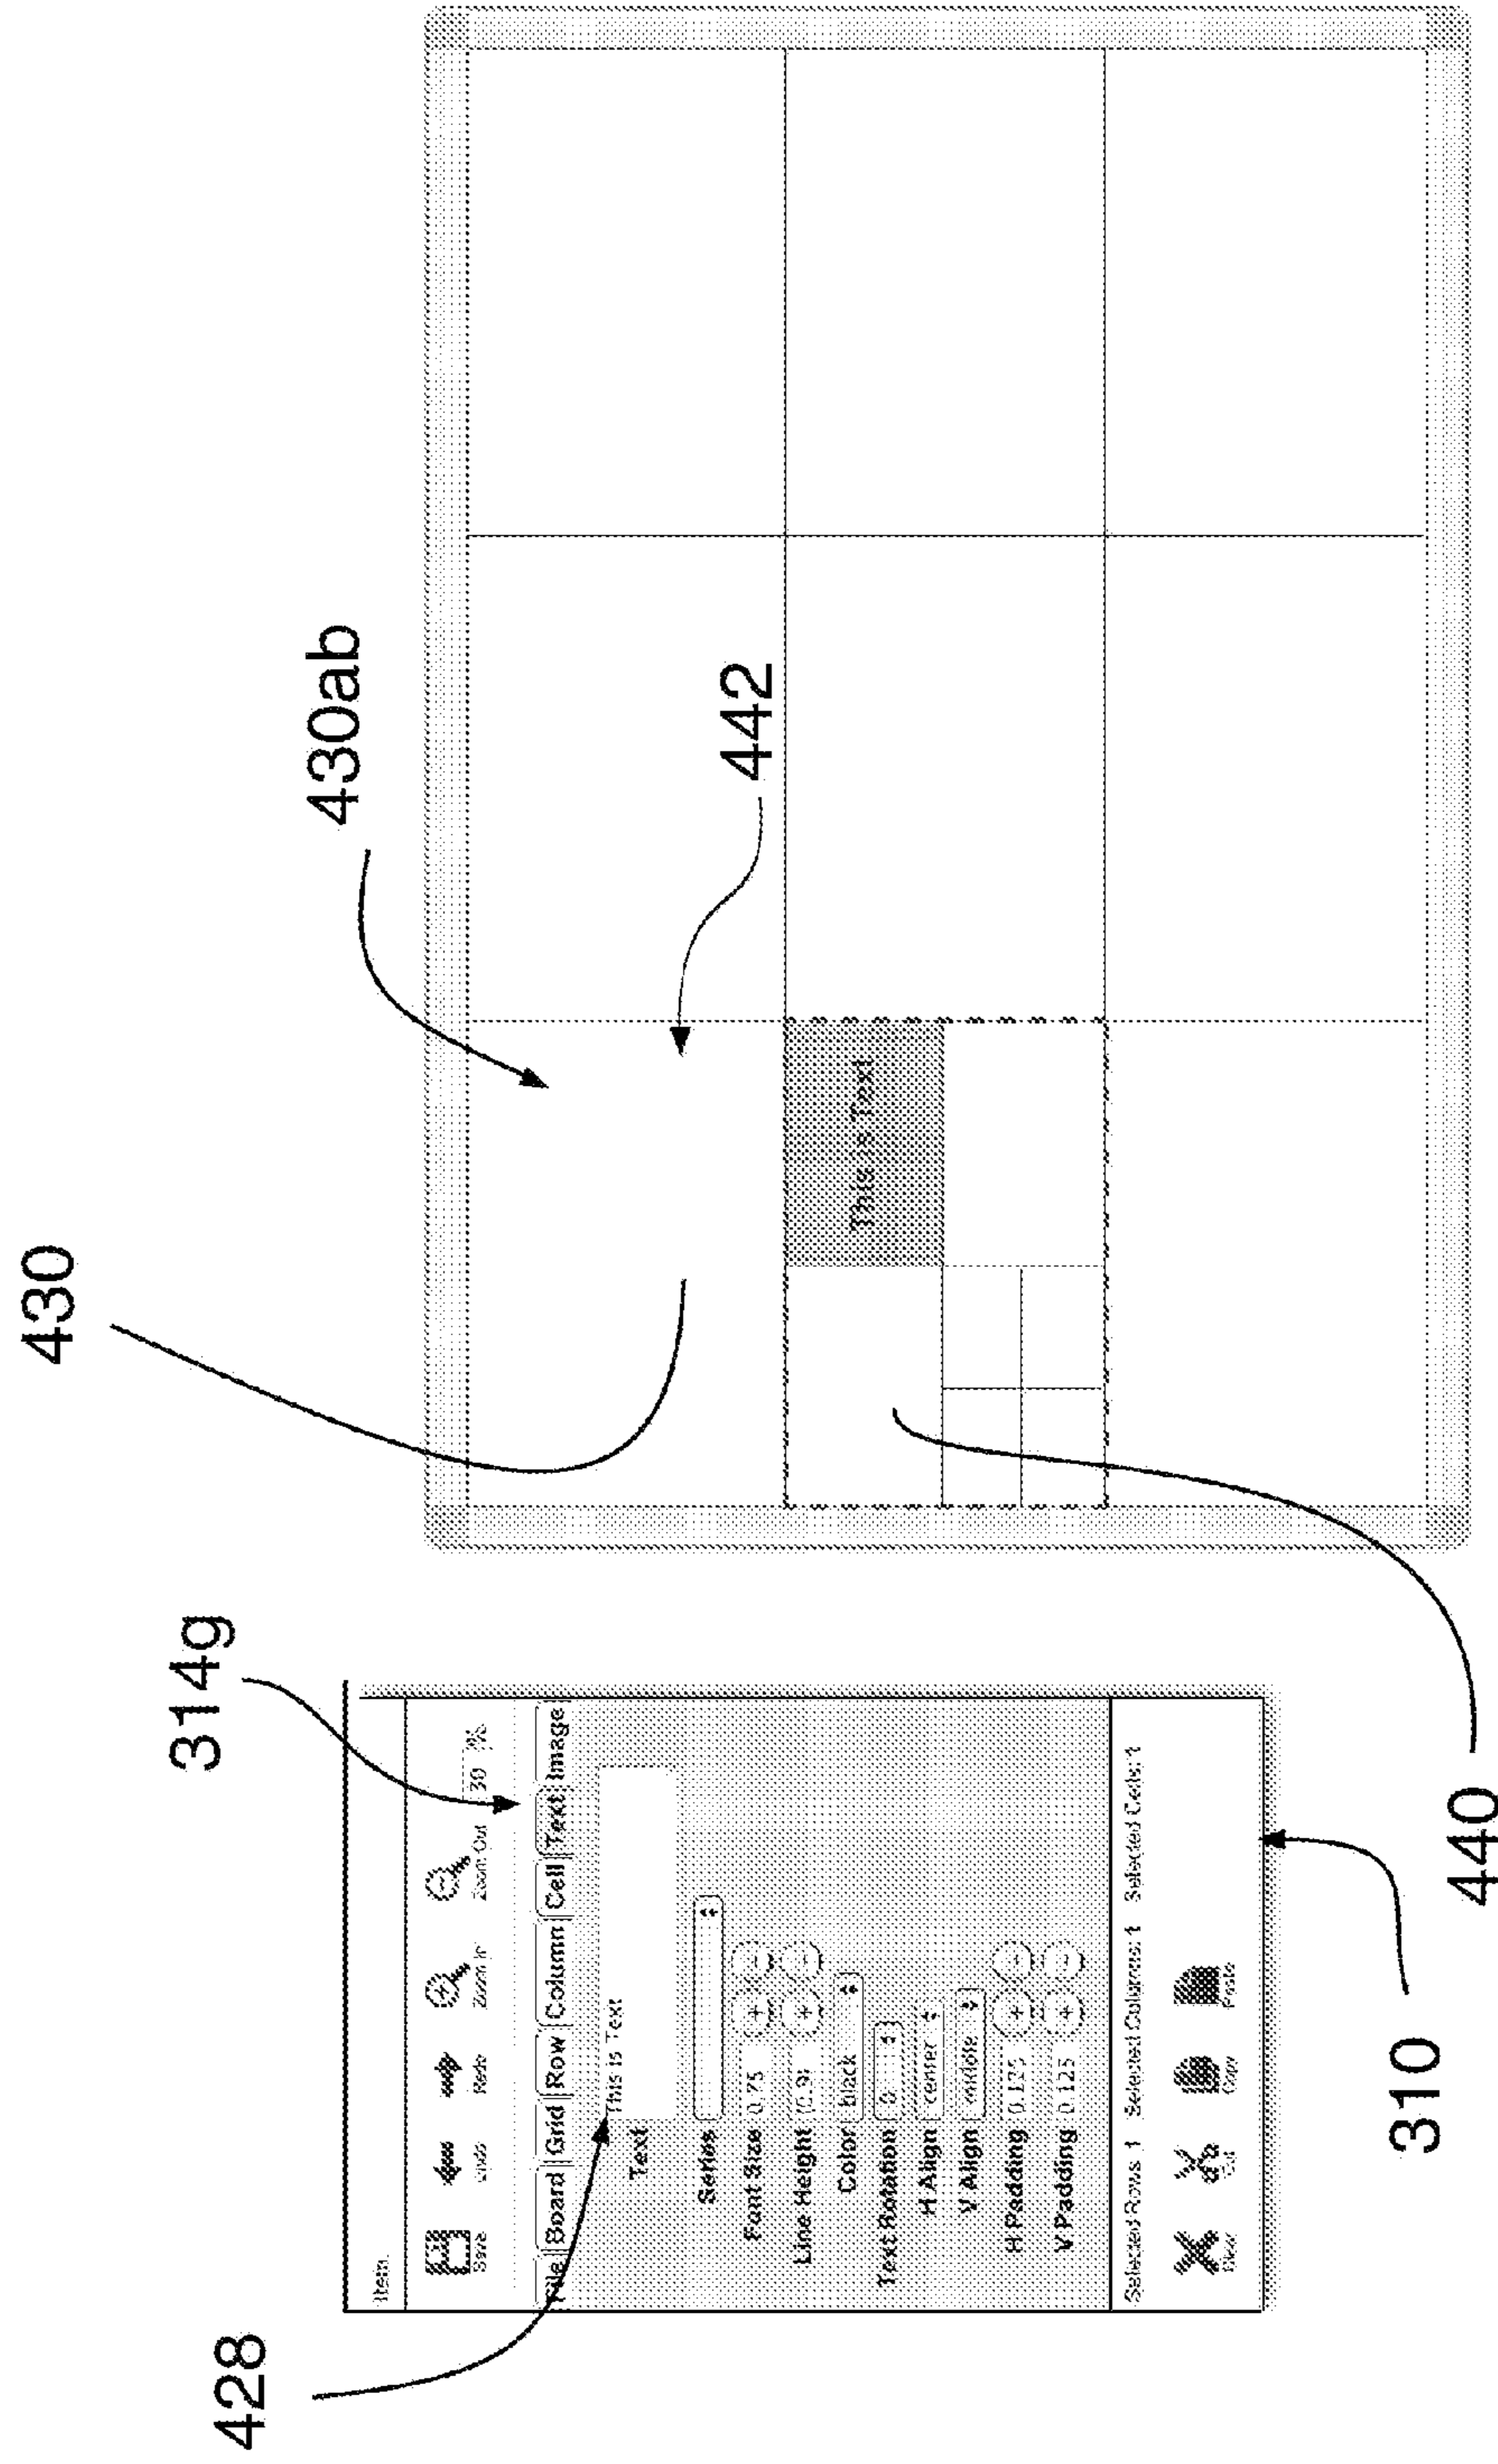 430
430ab
442
314g
428
Item:
Save
Undo
Redo
Zoom In
Zoom Out
30 %
File Board Grid Row Column Cell Text Image
Text This is Text
Series
Font Size 0.75
Line Height
Color black
Text Rotation 0
H Align center
V Align middle
H Padding 0.125
V Padding 0.125
Selected Rows: 1 Selected Columns: 1 Selected Cells: 1
Clear
Cut
Copy
Paste
This is Text
310
440